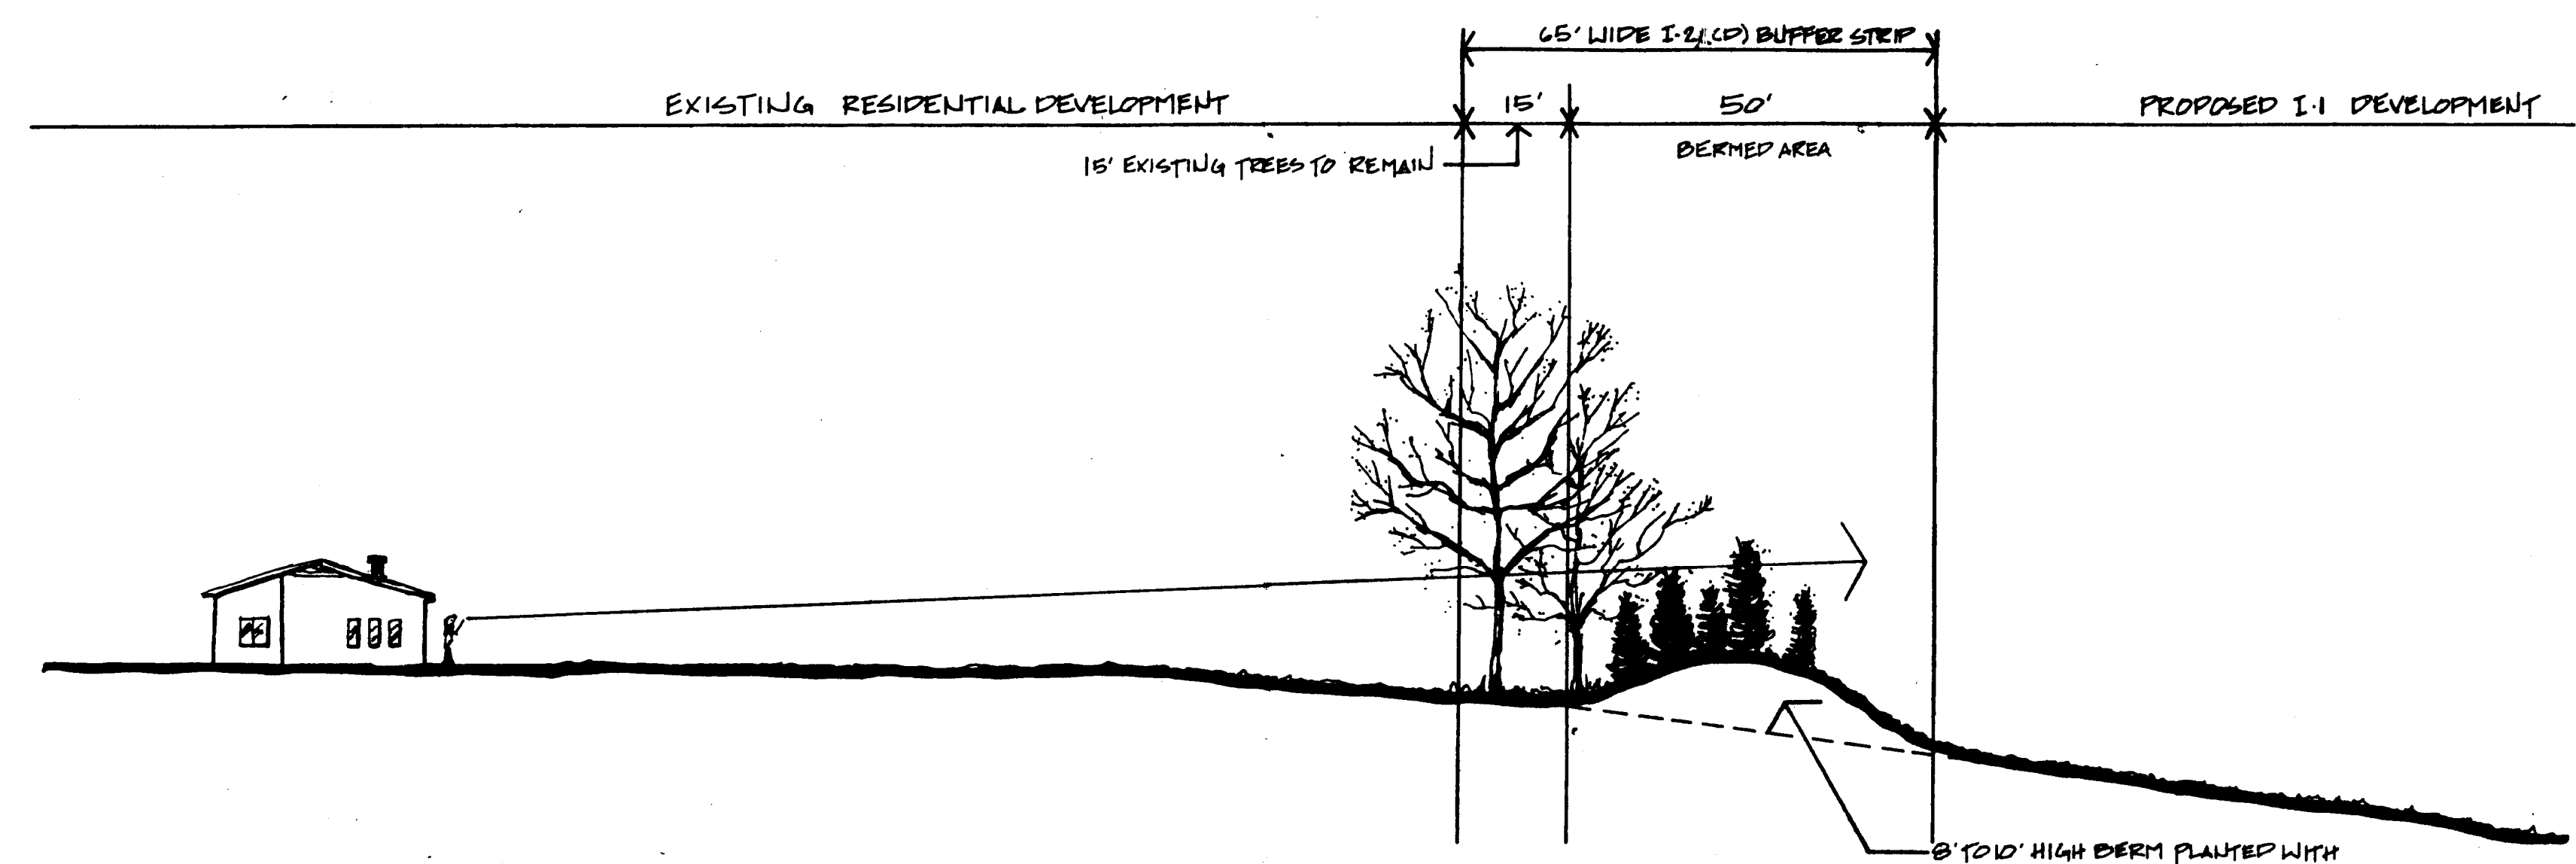 65' WIDE I-2 (CD) BUFFER STRIP
EXISTING RESIDENTIAL DEVELOPMENT 15' 50' PROPOSED I-1 DEVELOPMENT
15' EXISTING TREES TO REMAIN
BERMED AREA
8' TO 10' HIGH BERM PLANTED WITH